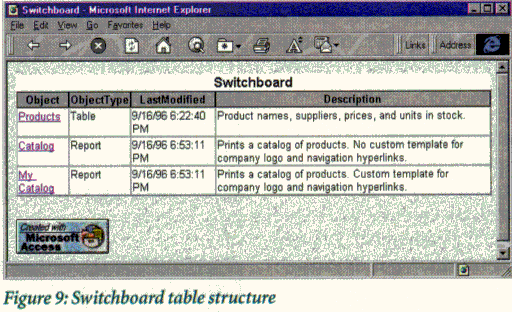 Switchboard - Microsoft Internet Explorer
File Edit View Go Favorites Help
Links Address
Switchboard
Object ObjectType LastModified Description
Products Table 9/16/96 6:22:40 Product names, suppliers, prices, and units in stock.
PM
Catalog Report 9/16/96 6:53:11 Prints a catalog of products. No custom template for
PM company logo and navigation hyperlinks.
My Report 9/16/96 6:53:11 Prints a catalog of products. Custom template for
Catalog PM company logo and navigation hyperlinks.
Created with
Microsoft
Access
Figure 9: Switchboard table structure